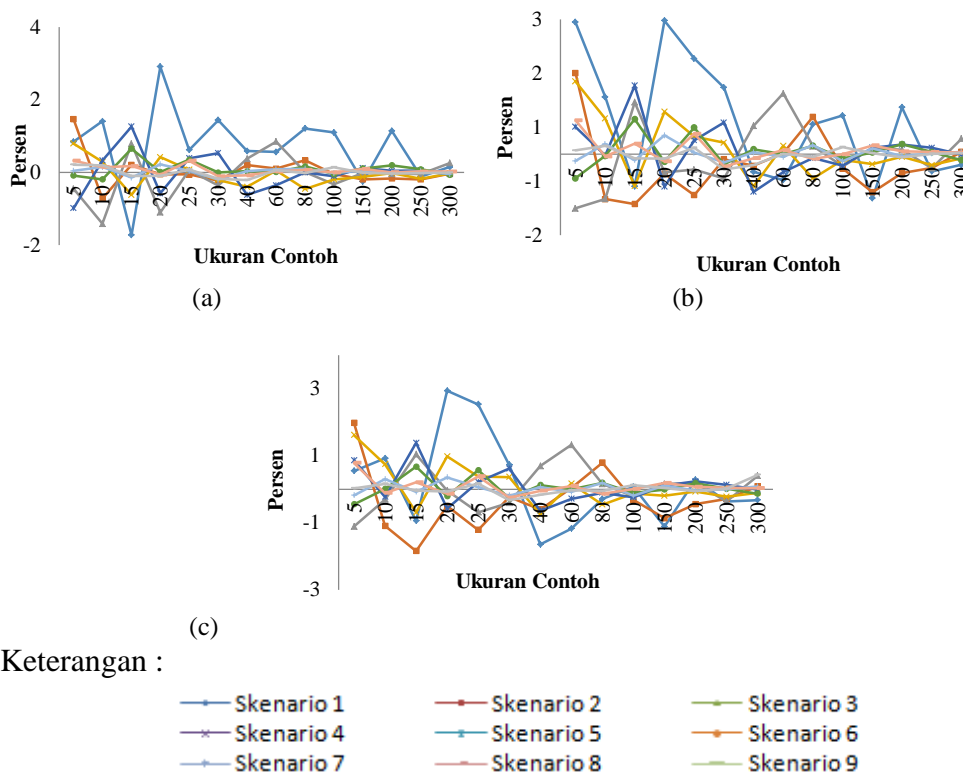 4
2
0
-2
Persen
5 10 15 20 25 30 40 60 80 100 150 200 250 300
Ukuran Contoh
(a)
3
2
1
-1
-2
Persen
5 10 15 20 25 30 40 60 80 100 150 200 250 300
Ukuran Contoh
(b)
3
1
-1
-3
Persen
5 10 15 20 25 30 40 60 80 100 150 200 250 300
Ukuran Contoh
(c)
Keterangan :
Skenario 1 Skenario 2 Skenario 3
Skenario 4 Skenario 5 Skenario 6
Skenario 7 Skenario 8 Skenario 9